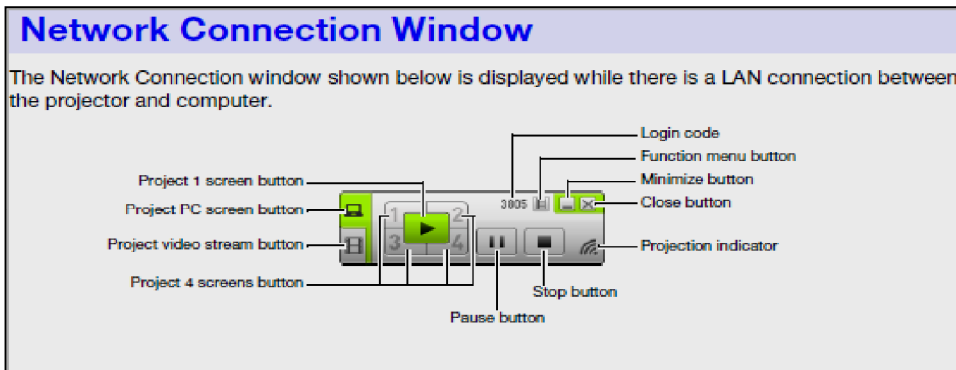 Network Connection Window
The Network Connection window shown below is displayed while there is a LAN connection between
the projector and computer.
Login code
Function menu button
Project 1 screen button
Minimize button
Project PC screen button
1 2 3805
Close button
Project video stream button
3 4
Projection indicator
Project 4 screens button
Stop button
Pause button